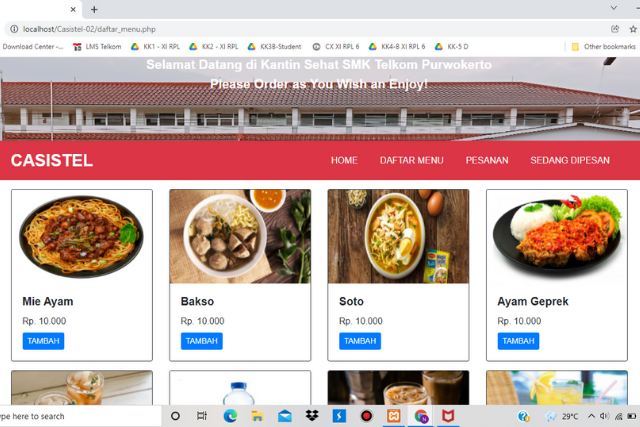 localhost/Casistel-02/daftar_menu.php
Download Center -... LMS Telkom KK1 - XI RPL KK2 - XI RPL KK3B-Student CX XI RPL 6 KK4-B XI RPL 6 KK-5 D Other bookmarks
Selamat Datang di Kantin Sehat SMK Telkom Purwokerto
Please Order as You Wish an Enjoy!
CASISTEL HOME DAFTAR MENU PESANAN SEDANG DIPESAN
Mie Ayam Bakso Soto Ayam Geprek
Rp. 10.000 Rp. 10.000 Rp. 10.000 Rp. 10.000
TAMBAH TAMBAH TAMBAH TAMBAH
ype here to search 29°C